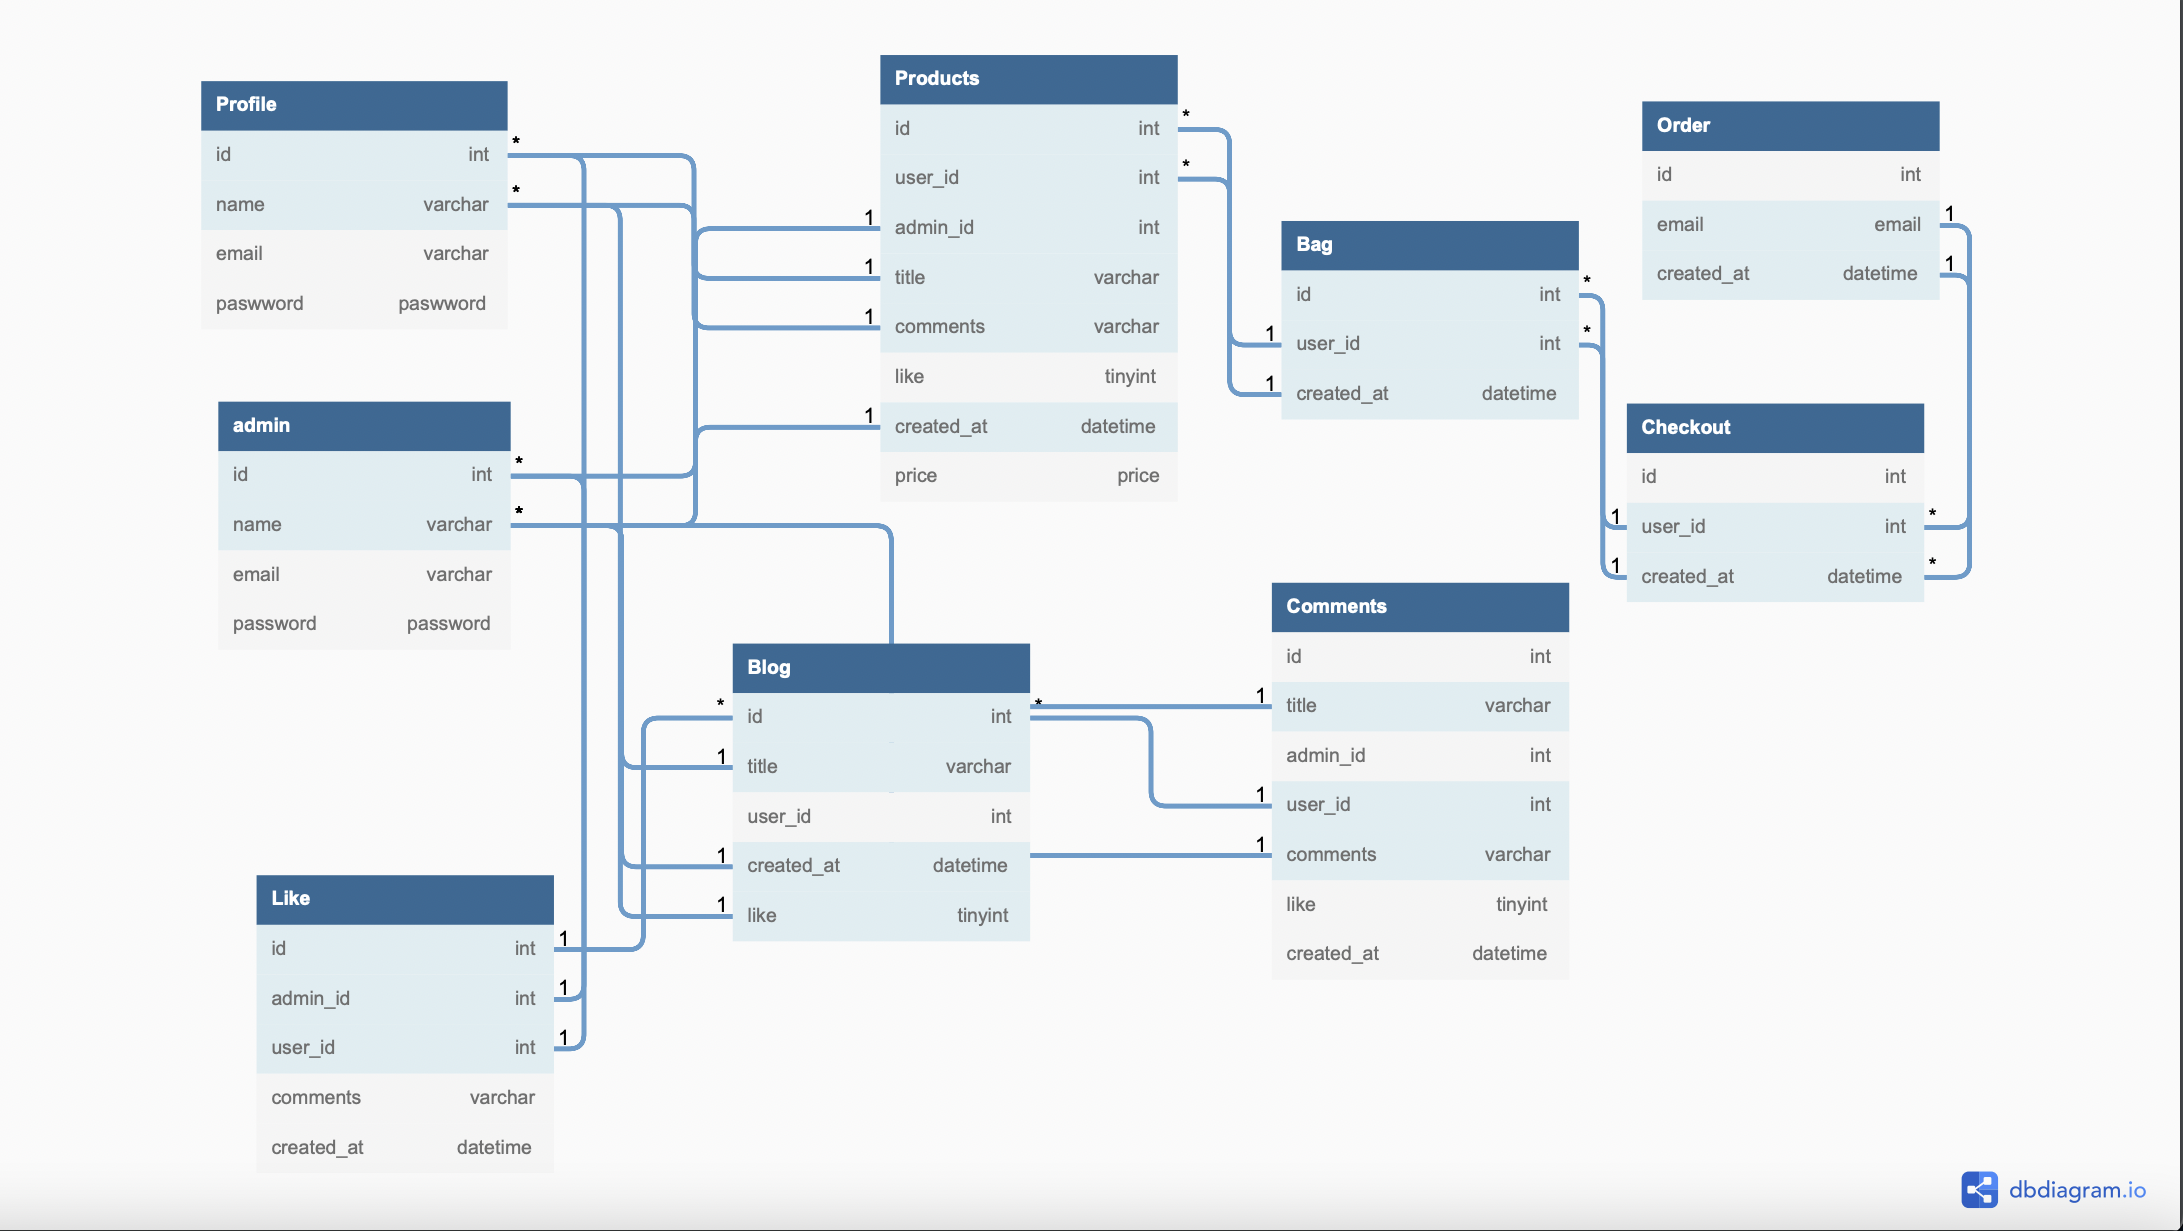 Profile
id int *
name varchar *
email varchar
paswword paswword
admin
id int *
name varchar *
email varchar
password password
Like
id int 1
admin_id int 1
user_id int 1
comments varchar
created_at datetime
Products
id int *
user_id int *
1 admin_id int
1 title varchar
1 comments varchar
like tinyint
1 created_at datetime
price price
Blog
* id int *
1 title varchar
user_id int
1 created_at datetime
1 like tinyint
Bag
id int *
1 user_id int *
1 created_at datetime
Comments
id int
1 title varchar
admin_id int
1 user_id int
1 comments varchar
like tinyint
created_at datetime
Order
id int
email email 1
created_at datetime 1
Checkout
id int
1 user_id int *
1 created_at datetime *
dbdiagram.io